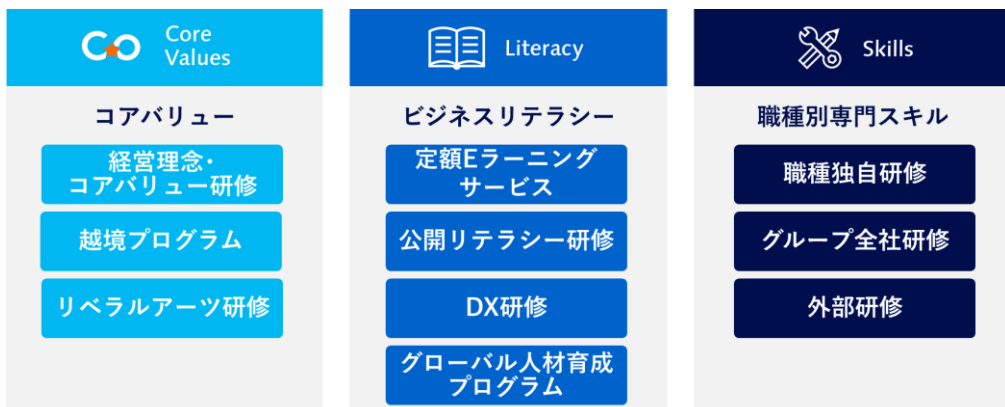 Core
Values
コアバリュー
経営理念・
コアバリュー研修
越境プログラム
リベラルアーツ研修
Literacy
ビジネスリテラシー
定額Eラーニング
サービス
公開リテラシー研修
DX研修
グローバル人材育成
プログラム
Skills
職種別専門スキル
職種独自研修
グループ全社研修
外部研修